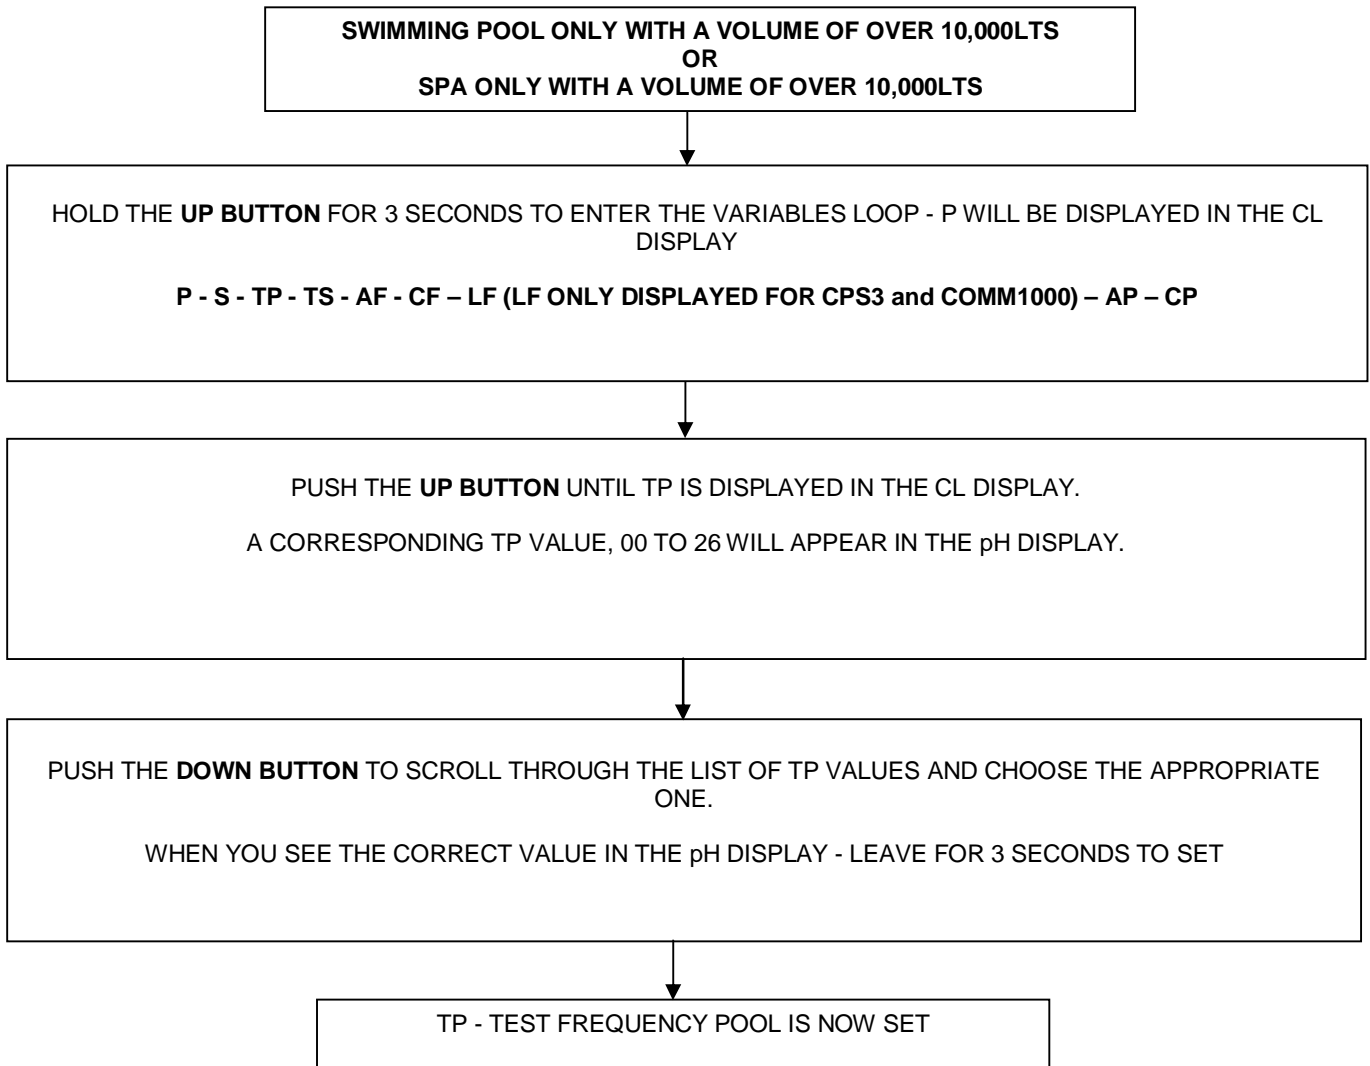 SWIMMING POOL ONLY WITH A VOLUME OF OVER 10,000LTS
OR
SPA ONLY WITH A VOLUME OF OVER 10,000LTS
HOLD THE UP BUTTON FOR 3 SECONDS TO ENTER THE VARIABLES LOOP - P WILL BE DISPLAYED IN THE CL
DISPLAY
P - S - TP - TS - AF - CF – LF (LF ONLY DISPLAYED FOR CPS3 and COMM1000) – AP – CP
PUSH THE UP BUTTON UNTIL TP IS DISPLAYED IN THE CL DISPLAY.
A CORRESPONDING TP VALUE, 00 TO 26 WILL APPEAR IN THE pH DISPLAY.
PUSH THE DOWN BUTTON TO SCROLL THROUGH THE LIST OF TP VALUES AND CHOOSE THE APPROPRIATE
ONE.
WHEN YOU SEE THE CORRECT VALUE IN THE pH DISPLAY - LEAVE FOR 3 SECONDS TO SET
TP - TEST FREQUENCY POOL IS NOW SET